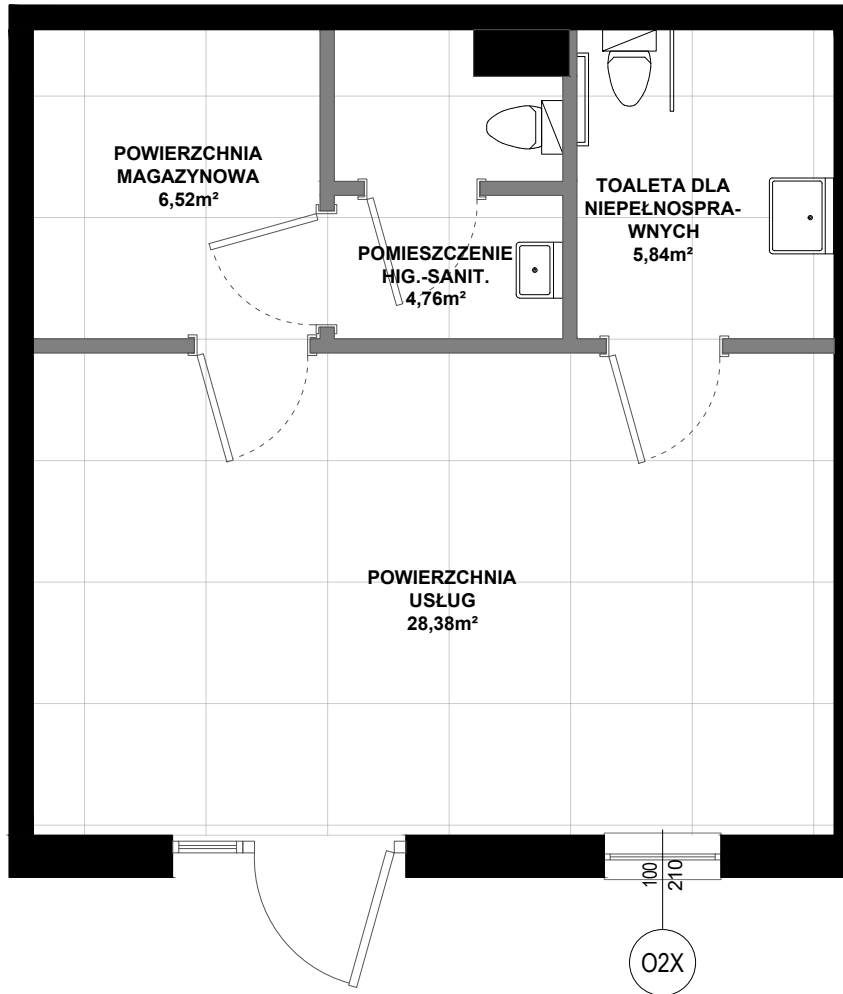 POWIERZCHNIA
MAGAZYNOWA
6,52m²
POMIESZCZENIE
HIG.-SANIT.
4,76m²
TOALETA DLA
NIEPEŁNOSPRA-
WNYCH
5,84m²
POWIERZCHNIA
USŁUG
28,38m²
100
210
O2X